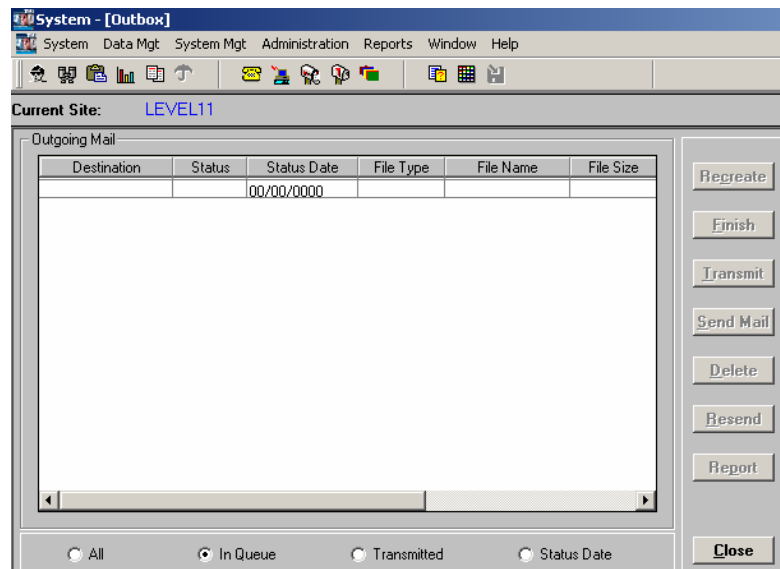 System - [Outbox]
System Data Mgt System Mgt Administration Reports Window Help
Current Site: LEVEL11
Outgoing Mail
Destination Status Status Date File Type File Name File Size
00/00/0000
Recreate
Finish
Transmit
Send Mail
Delete
Resend
Report
All In Queue Transmitted Status Date
Close